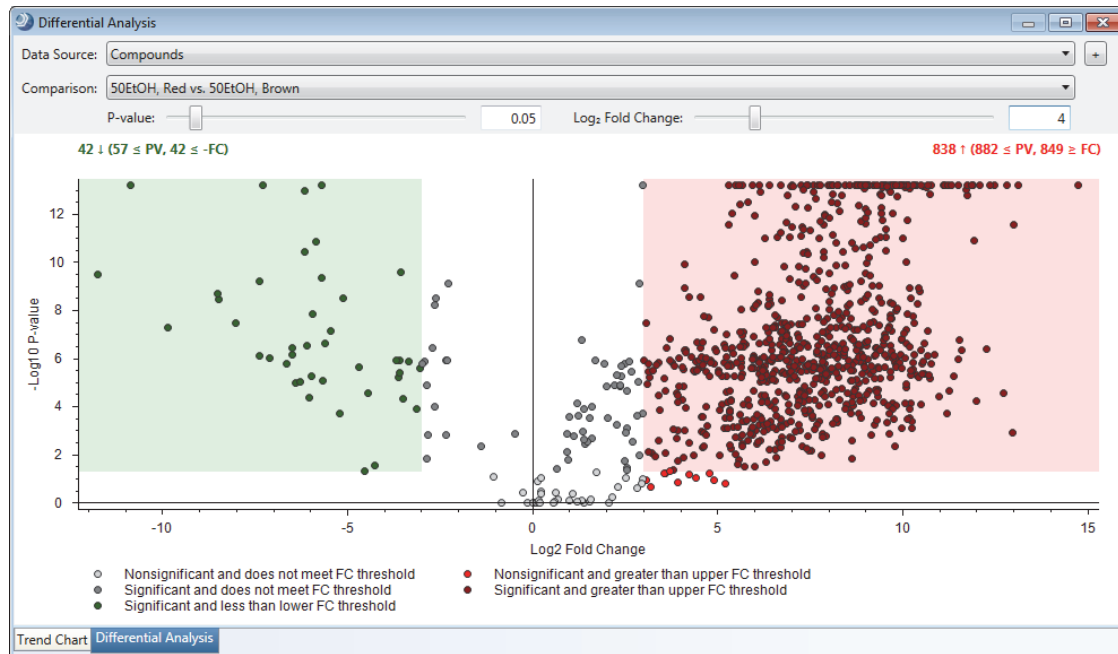 Differential Analysis
Data Source: Compounds +
Comparison: 50EtOH, Red vs. 50EtOH, Brown
P-value: 0.05 Log₂ Fold Change: 4
42 ↓ (57 ≤ PV, 42 ≤ -FC) 838 ↑ (882 ≤ PV, 849 ≥ FC)
12
10
8
6
4
2
0
-Log10 P-value
-10 -5 0 5 10 15
Log2 Fold Change
Nonsignificant and does not meet FC threshold Nonsignificant and greater than upper FC threshold
Significant and does not meet FC threshold Significant and greater than upper FC threshold
Significant and less than lower FC threshold
Trend Chart Differential Analysis